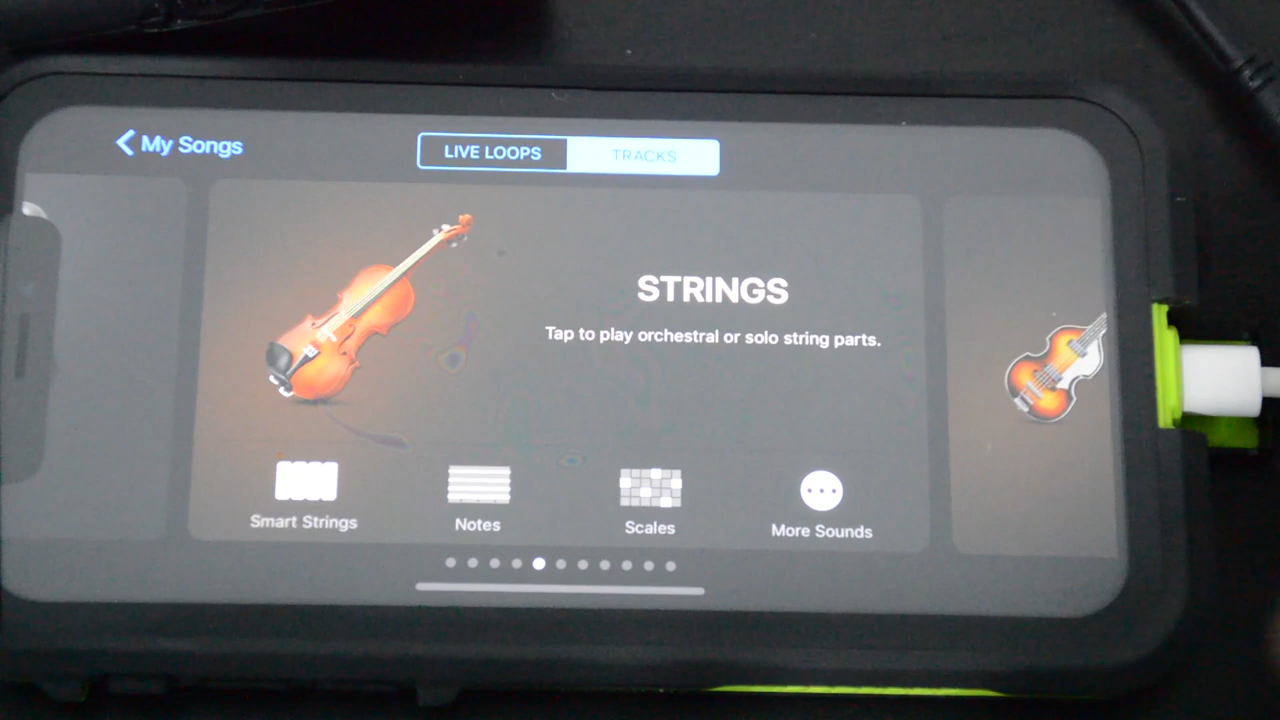 My Songs
LIVE LOOPS
TRACKS
STRINGS
Tap to play orchestral or solo string parts.
Smart Strings
Notes
Scales
More Sounds